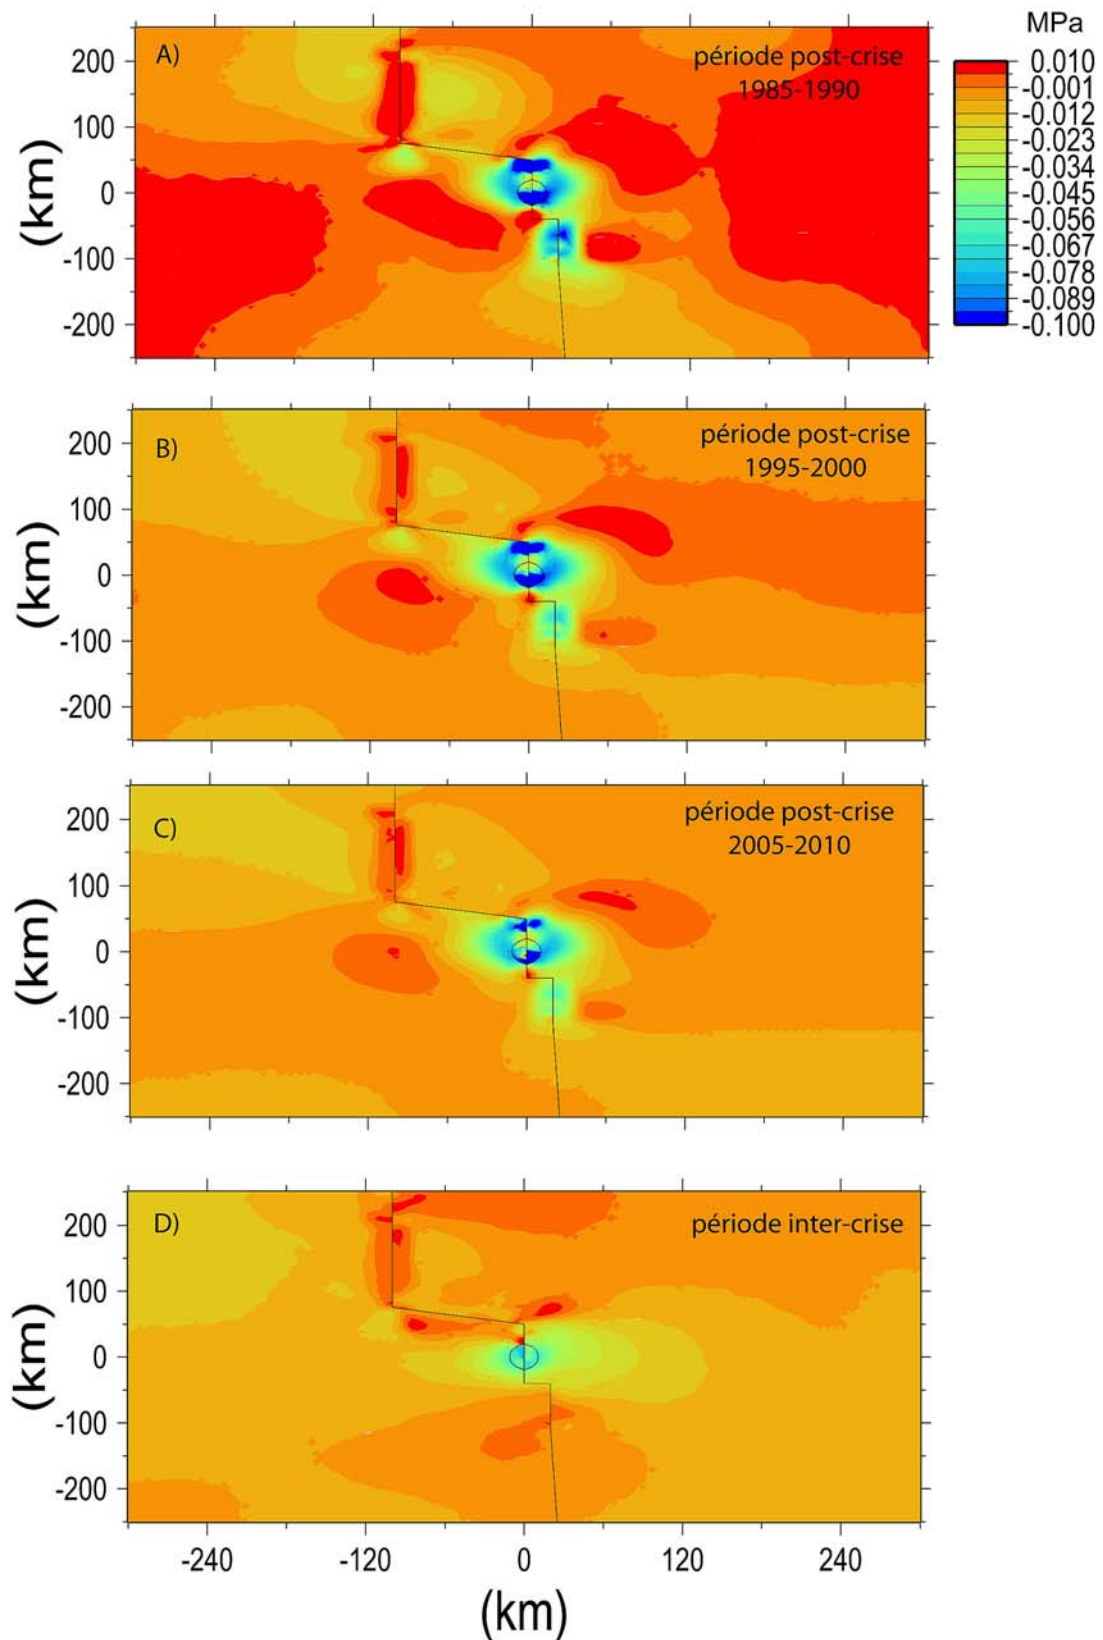 MPa
A)
période post-crise
1985-1990
0.010
-0.001
-0.012
-0.023
-0.034
-0.045
-0.056
-0.067
-0.078
-0.089
-0.100
200
100
0
-100
-200
(km)
B)
période post-crise
1995-2000
200
100
0
-100
-200
(km)
C)
période post-crise
2005-2010
200
100
0
-100
-200
(km)
D)
période inter-crise
200
100
0
-100
-200
(km)
-240 -120 0 120 240
(km)